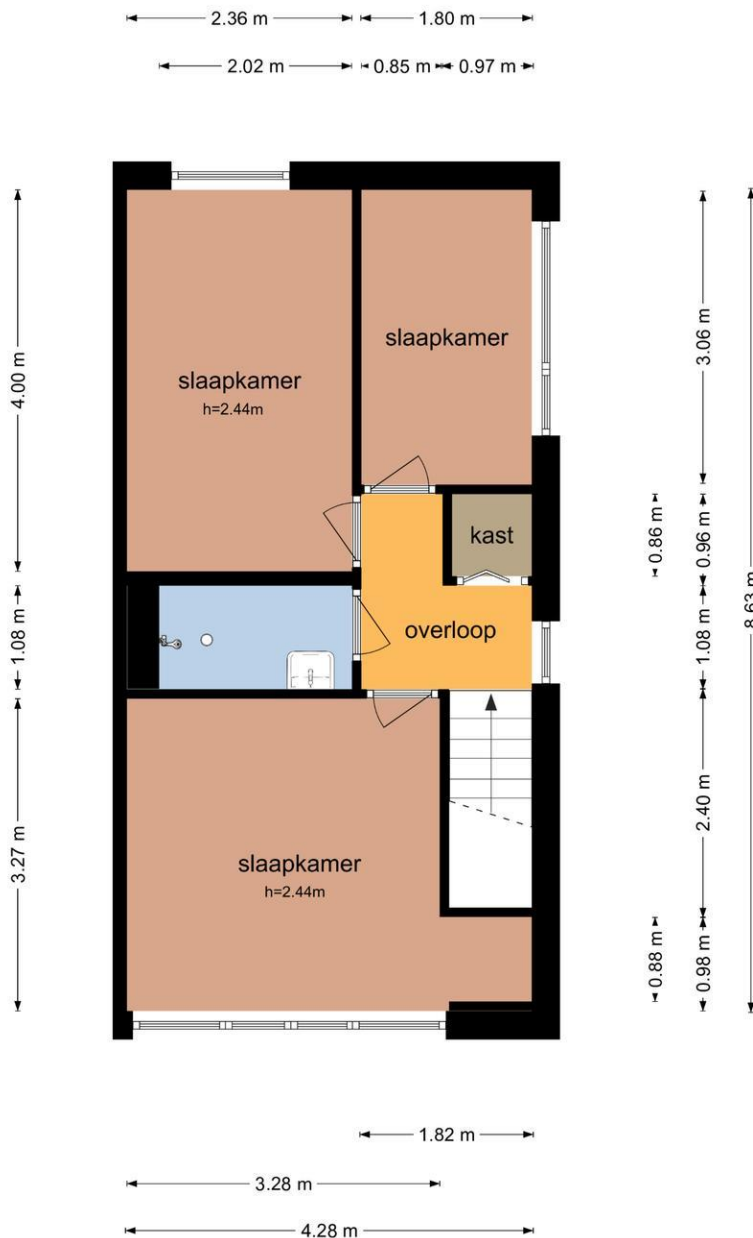 2.36 m
1.80 m
2.02 m
0.85 m
0.97 m
4.00 m
1.08 m
3.27 m
slaapkamer
h=2.44m
slaapkamer
kast
overloop
slaapkamer
h=2.44m
0.86 m
0.88 m
3.06 m
0.96 m
1.08 m
2.40 m
0.98 m
8.63 m
1.82 m
3.28 m
4.28 m